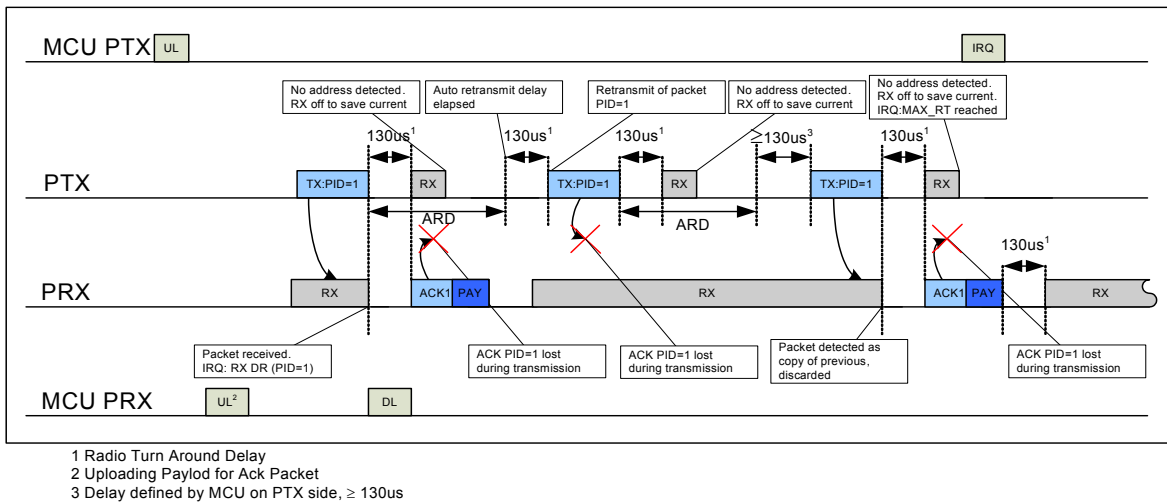 MCU PTX
UL
IRQ
No address detected.
RX off to save current
Auto retransmit delay
elapsed
Retransmit of packet
PID=1
No address detected.
RX off to save current
No address detected.
RX off to save current.
IRQ:MAX_RT reached
130us¹
130us¹
130us¹
≥130us³
130us¹
PTX
TX:PID=1
RX
TX:PID=1
RX
TX:PID=1
RX
ARD
ARD
130us¹
PRX
RX
ACK1
PAY
RX
ACK1
PAY
RX
Packet received.
IRQ: RX DR (PID=1)
ACK PID=1 lost
during transmission
ACK PID=1 lost
during transmission
Packet detected as
copy of previous,
discarded
ACK PID=1 lost
during transmission
MCU PRX
UL²
DL
1 Radio Turn Around Delay
2 Uploading Paylod for Ack Packet
3 Delay defined by MCU on PTX side, ≥ 130us